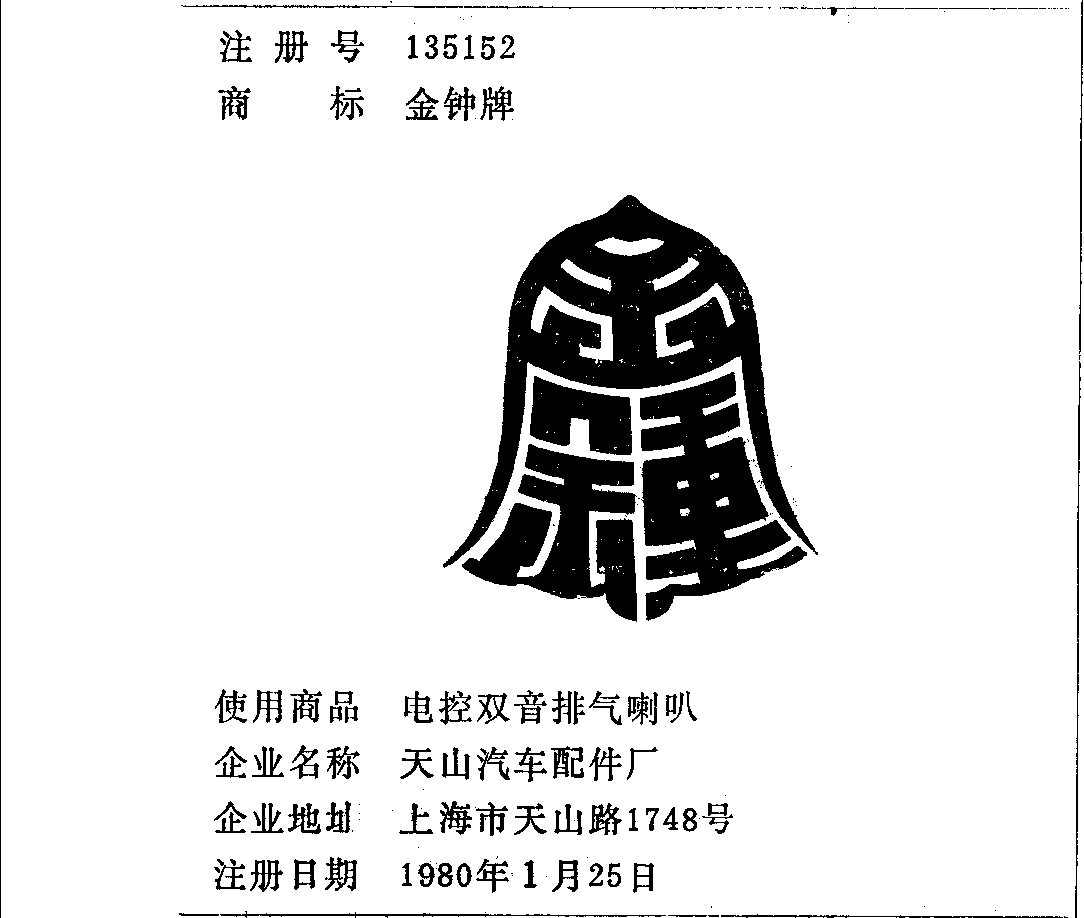 注册号 135152
商标 金钟牌
金
鐘
使用商品 电控双音排气喇叭
企业名称 天山汽车配件厂
企业地址 上海市天山路1748号
注册日期 1980年1月25日